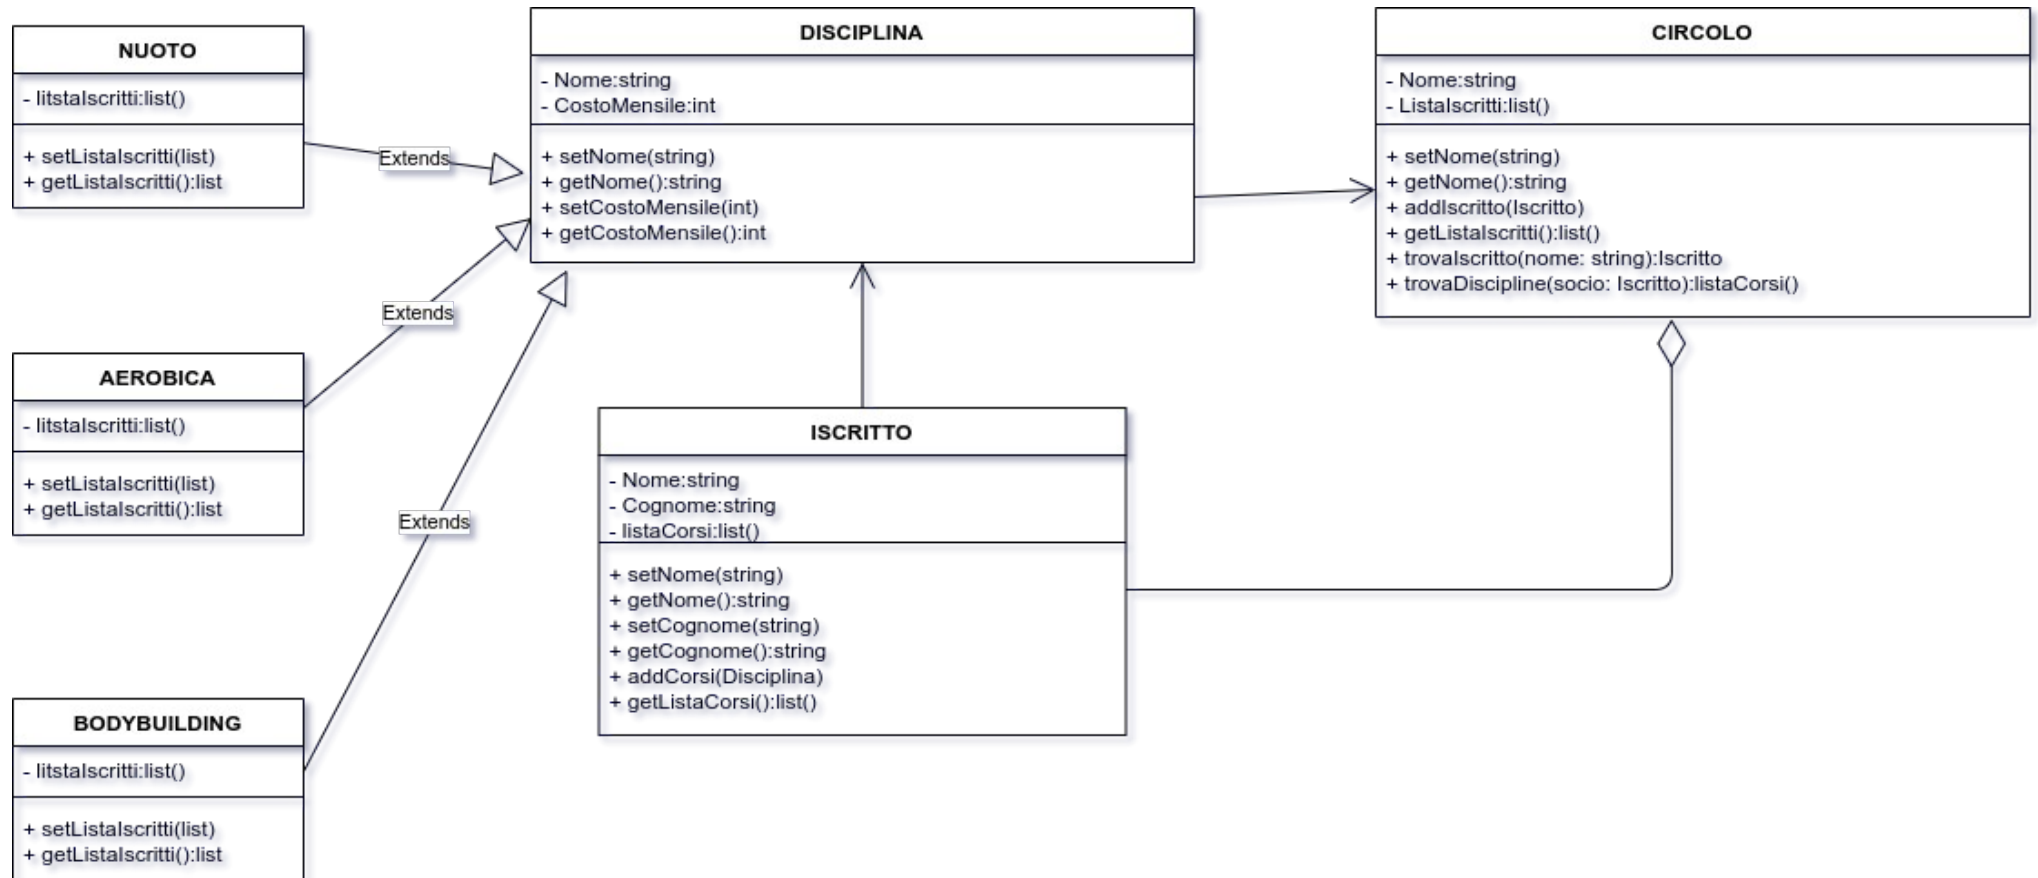 NUOTO
- litstaIscritti:list()
+ setListaIscritti(list)
+ getListaIscritti():list
Extends
DISCIPLINA
- Nome:string
- CostoMensile:int
+ setNome(string)
+ getNome():string
+ setCostoMensile(int)
+ getCostoMensile():int
CIRCOLO
- Nome:string
- ListaIscritti:list()
+ setNome(string)
+ getNome():string
+ addIscritto(Iscritto)
+ getListaIscritti():list()
+ trovaIscritto(nome: string):Iscritto
+ trovaDiscipline(socio: Iscritto):listaCorsi()
Extends
AEROBICA
- litstaIscritti:list()
+ setListaIscritti(list)
+ getListaIscritti():list
Extends
ISCRITTO
- Nome:string
- Cognome:string
- listaCorsi:list()
+ setNome(string)
+ getNome():string
+ setCognome(string)
+ getCognome():string
+ addCorsi(Disciplina)
+ getListaCorsi():list()
BODYBUILDING
- litstaIscritti:list()
+ setListaIscritti(list)
+ getListaIscritti():list